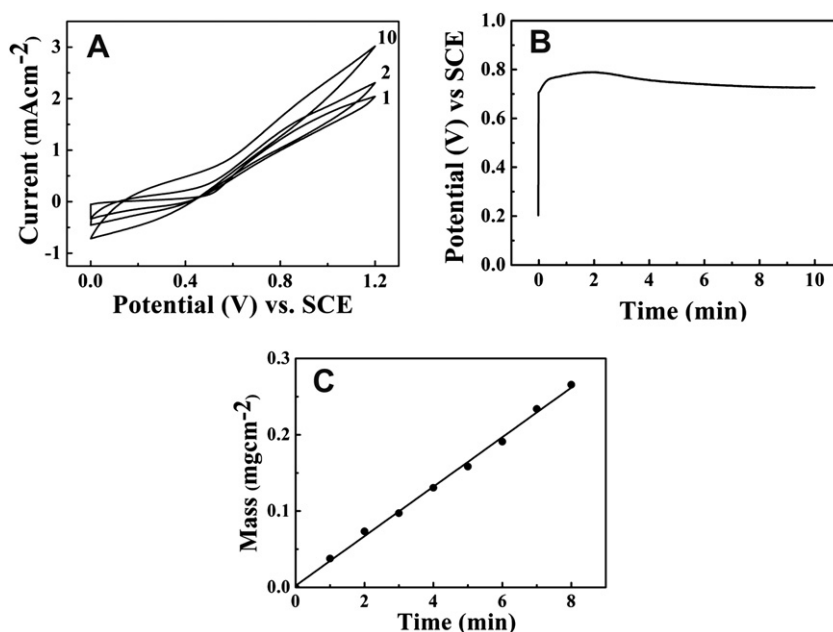 A
Current (mAcm⁻²)
3
2
1
0
-1
10
2
1
0.0 0.4 0.8 1.2
Potential (V) vs. SCE
B
Potential (V) vs SCE
1.0
0.8
0.6
0.4
0.2
0.0
0 2 4 6 8 10
Time (min)
C
Mass (mgcm⁻²)
0.3
0.2
0.1
0.0
0 2 4 6 8
Time (min)